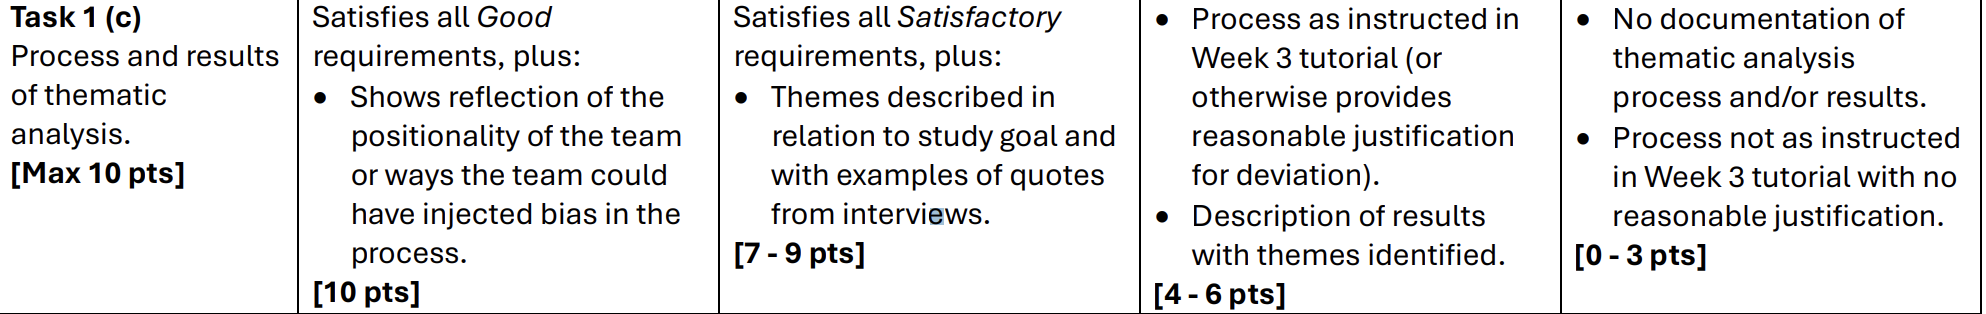 Task 1 (c)
Process and results
of thematic
analysis.
[Max 10 pts]
Satisfies all Good
requirements, plus:
• Shows reflection of the
positionality of the team
or ways the team could
have injected bias in the
process.
[10 pts]
Satisfies all Satisfactory
requirements, plus:
• Themes described in
relation to study goal and
with examples of quotes
from interviews.
[7 - 9 pts]
• Process as instructed in
Week 3 tutorial (or
otherwise provides
reasonable justification
for deviation).
• Description of results
with themes identified.
[4 - 6 pts]
• No documentation of
thematic analysis
process and/or results.
• Process not as instructed
in Week 3 tutorial with no
reasonable justification.
[0 - 3 pts]